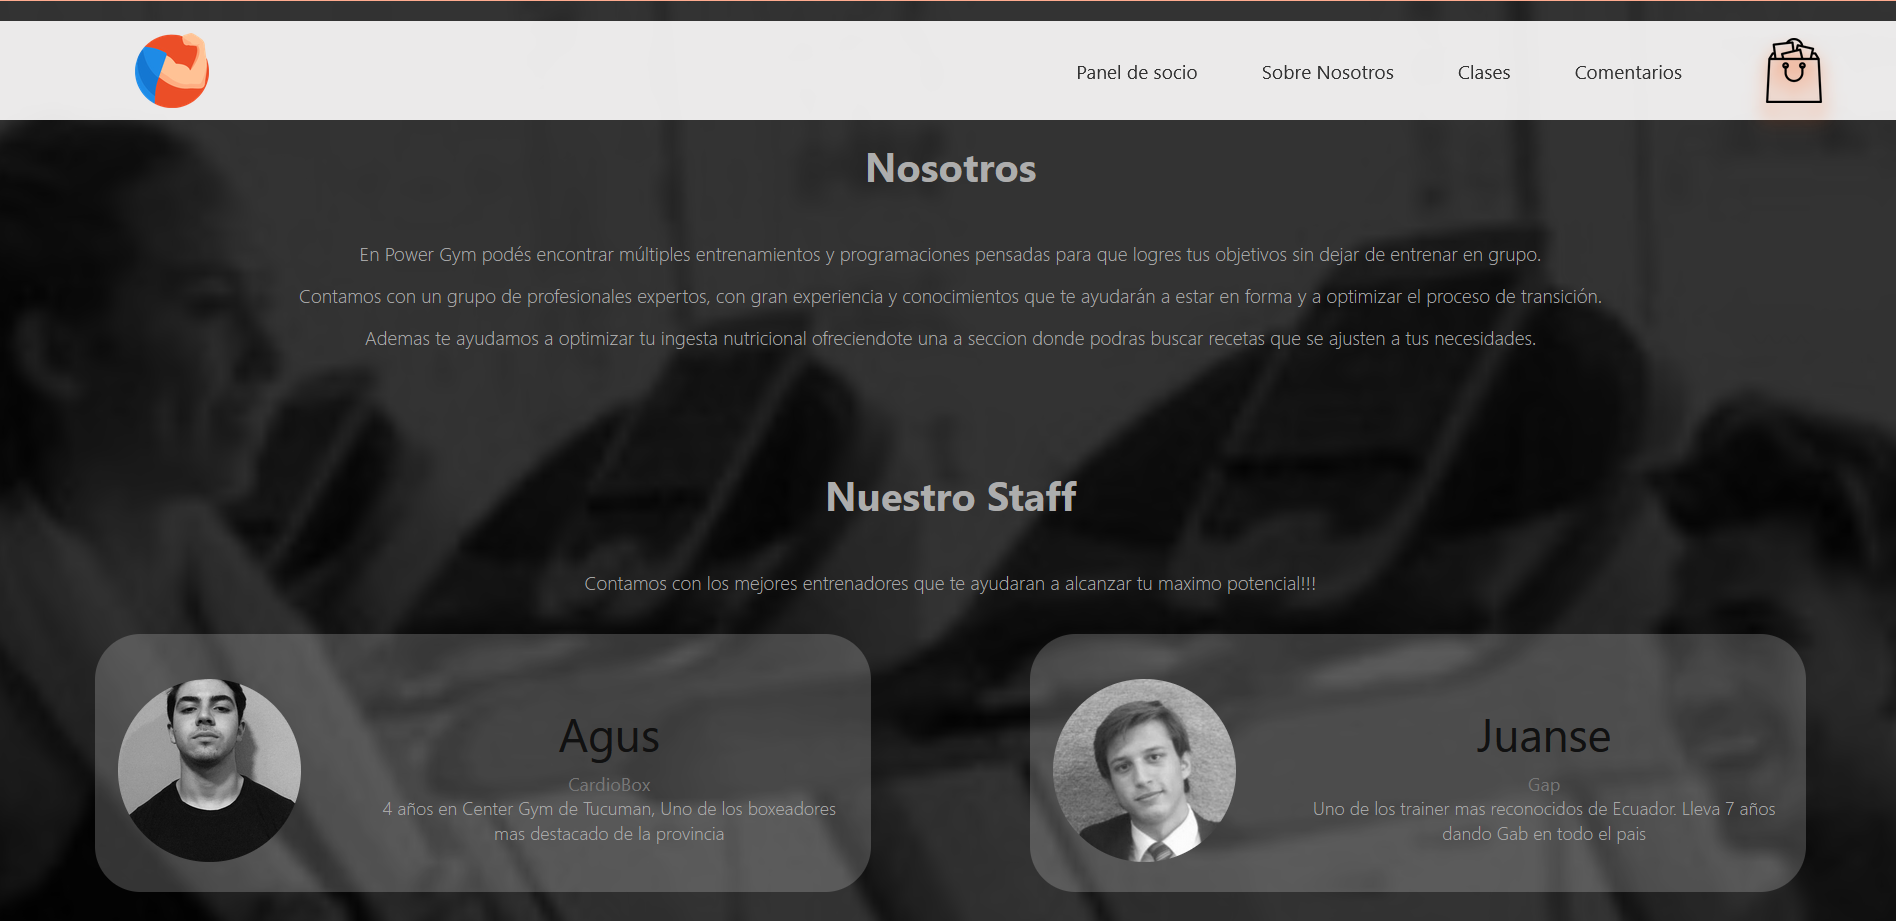 Panel de socio
Sobre Nosotros
Clases
Comentarios
Nosotros
En Power Gym podés encontrar múltiples entrenamientos y programaciones pensadas para que logres tus objetivos sin dejar de entrenar en grupo.
Contamos con un grupo de profesionales expertos, con gran experiencia y conocimientos que te ayudarán a estar en forma y a optimizar el proceso de transición.
Ademas te ayudamos a optimizar tu ingesta nutricional ofreciendote una a seccion donde podras buscar recetas que se ajusten a tus necesidades.
Nuestro Staff
Contamos con los mejores entrenadores que te ayudaran a alcanzar tu maximo potencial!!!
Agus
CardioBox
4 años en Center Gym de Tucuman, Uno de los boxeadores
mas destacado de la provincia
Juanse
Gap
Uno de los trainer mas reconocidos de Ecuador. Lleva 7 años
dando Gab en todo el pais